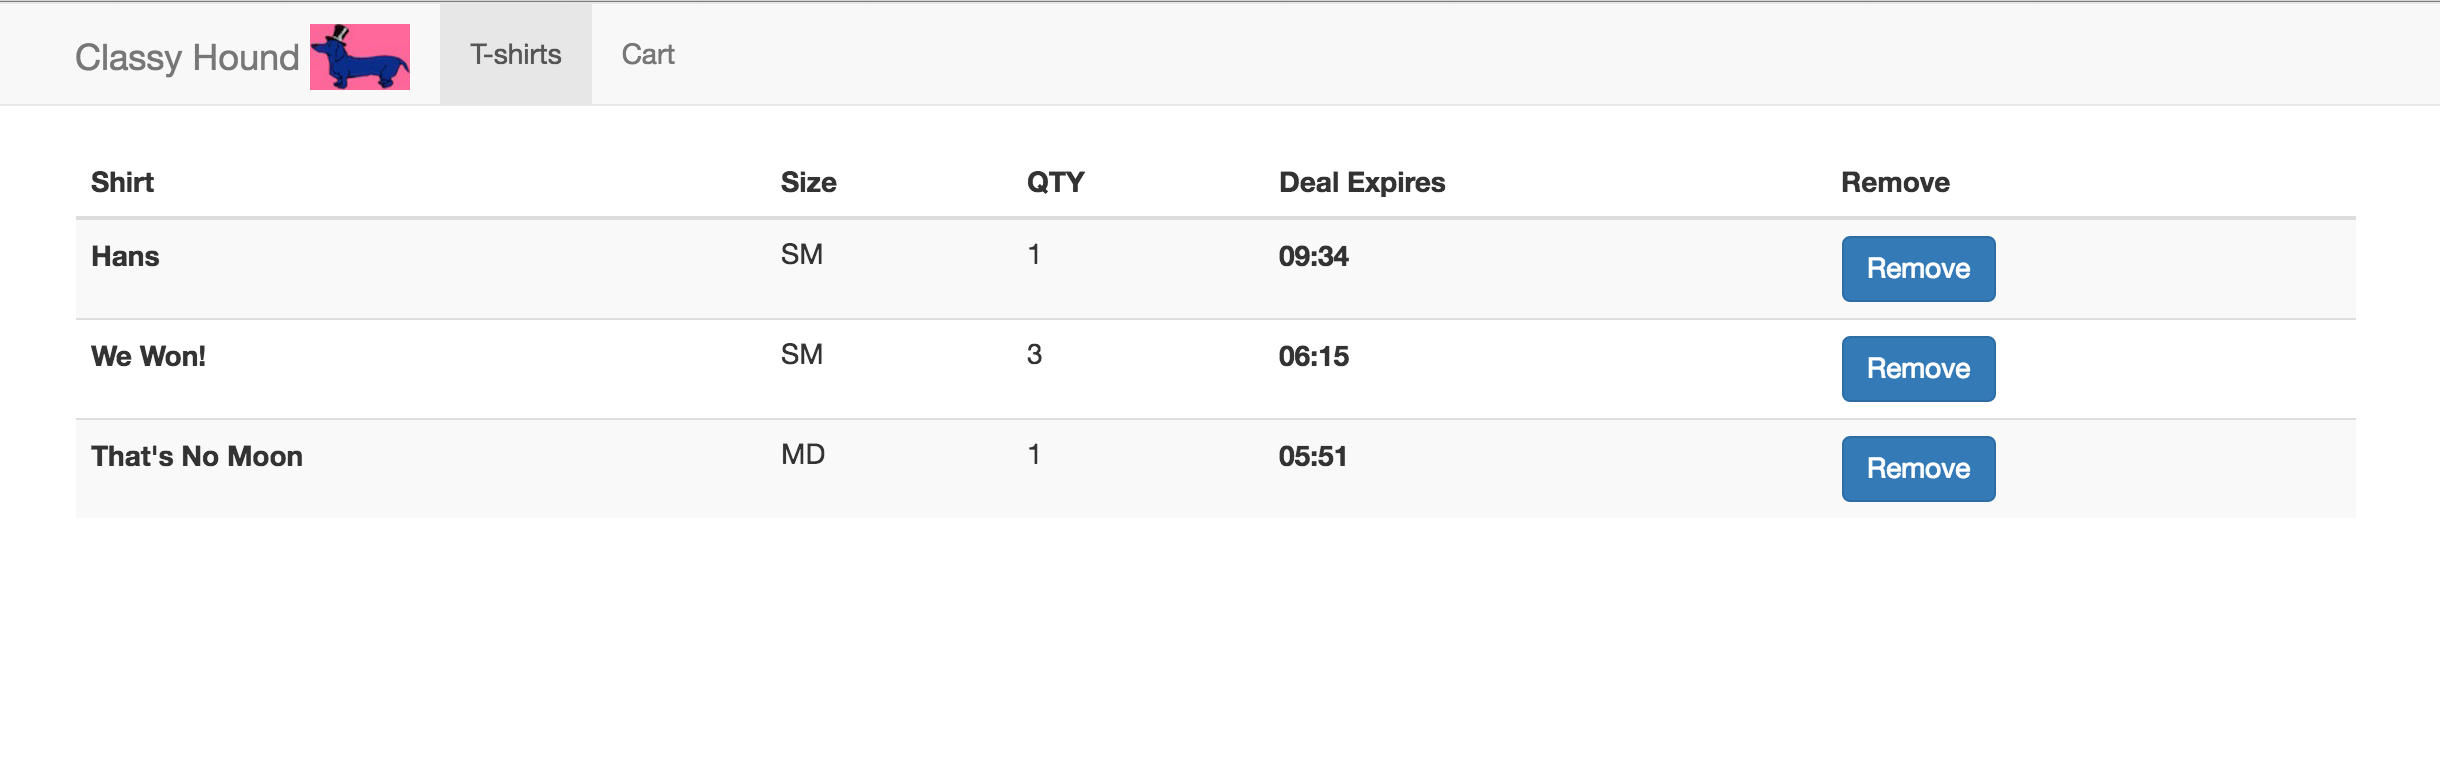 Classy Hound T-shirts Cart
Shirt Size QTY Deal Expires Remove
Hans SM 1 09:34 Remove
We Won! SM 3 06:15 Remove
That's No Moon MD 1 05:51 Remove